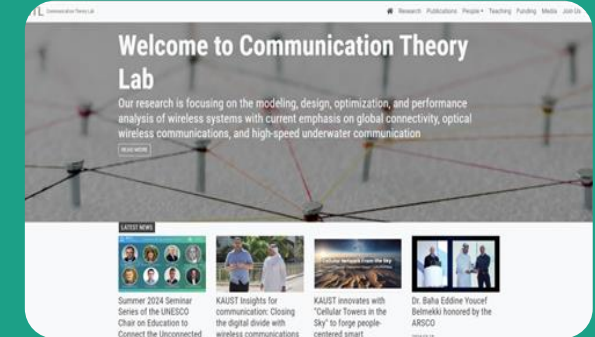 Communication Theory Lab
Research Publications People Teaching Funding Media Join Us
Welcome to Communication Theory
Lab
Our research is focusing on the modeling, design, optimization, and performance
analysis of wireless systems with current emphasis on global connectivity, optical
wireless communications, and high-speed underwater communication
READ MORE
LATEST NEWS
Cellular Network From the Sky
Summer 2024 Seminar
Series of the UNESCO
Chair on Education to
Connect the Unconnected
KAUST Insights for
communication: Closing
the digital divide with
wireless communications
KAUST innovates with
"Cellular Towers in the
Sky" to forge people-
centered smart
Dr. Baha Eddine Youcef
Belmekki honored by the
ARSCO